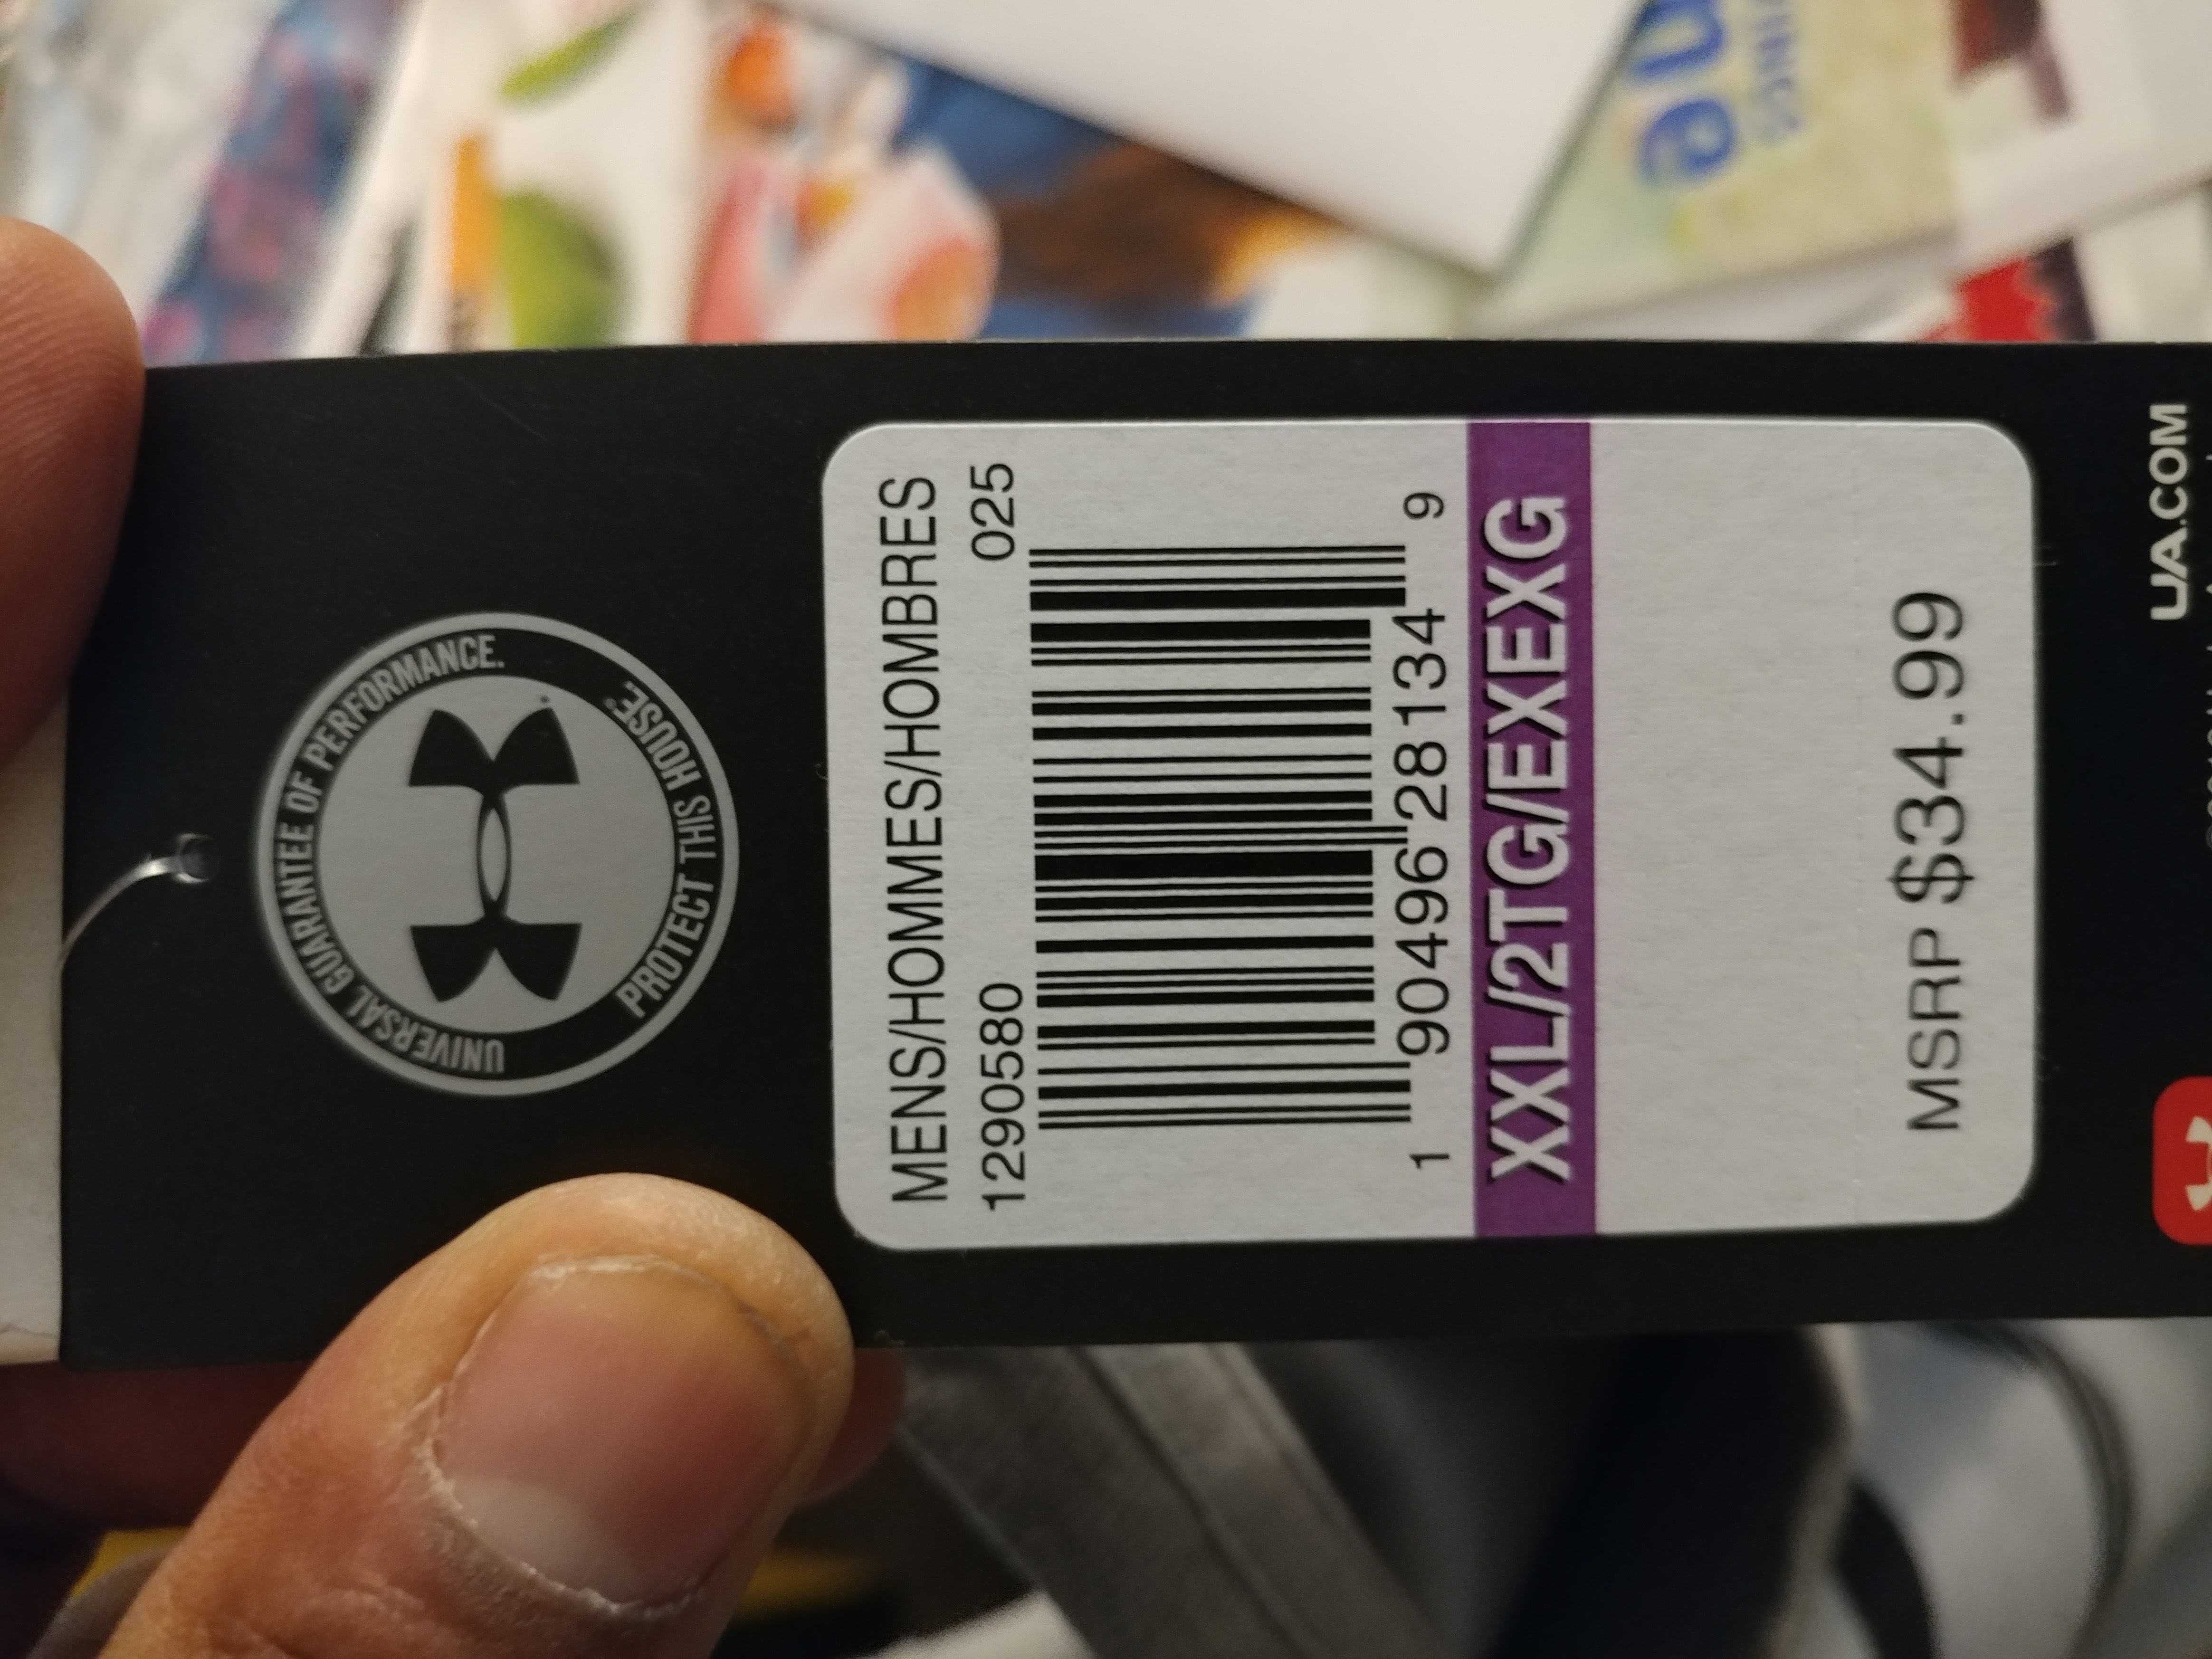 UNIVERSAL GUARANTEE OF PERFORMANCE.
PROTECT THIS HOUSE.®
MENS/HOMMES/HOMBRES
1290580 025
1 90496 28134 9
XXL/2TG/EXEXG
MSRP $34.99
UA.COM